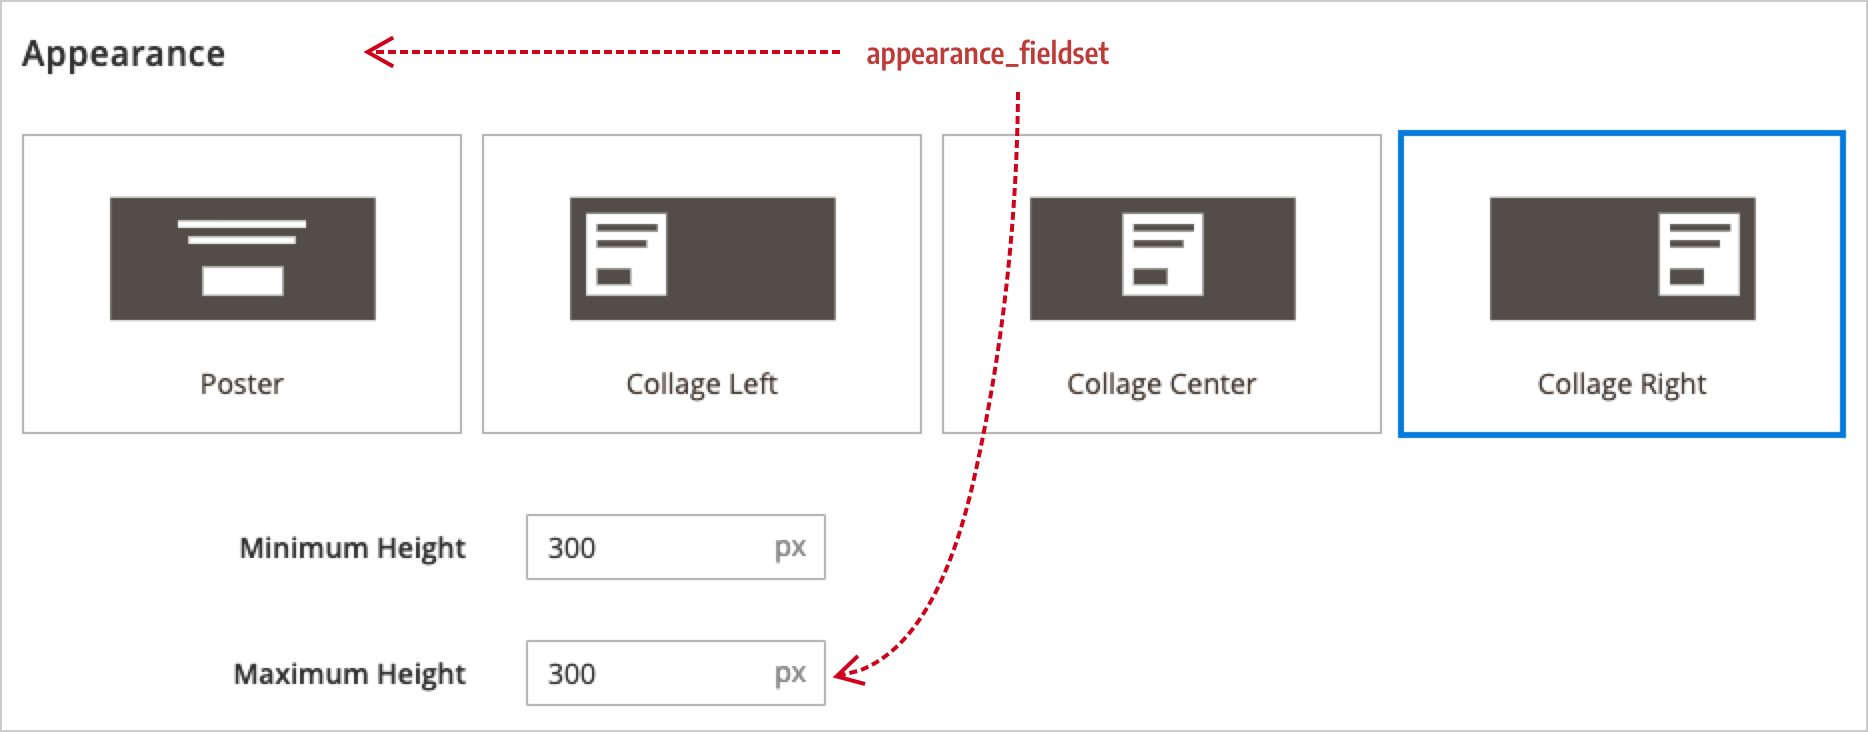 Appearance
appearance_fieldset
Poster
Collage Left
Collage Center
Collage Right
Minimum Height
300 px
Maximum Height
300 px